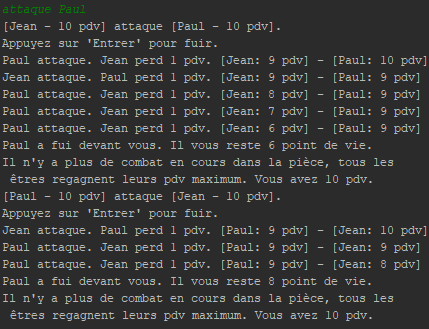 attaque Paul
[Jean - 10 pdv] attaque [Paul - 10 pdv].
Appuyez sur 'Entrer' pour fuir.
Paul attaque. Jean perd 1 pdv. [Jean: 9 pdv] - [Paul: 10 pdv]
Jean attaque. Paul perd 1 pdv. [Jean: 9 pdv] - [Paul: 9 pdv]
Paul attaque. Jean perd 1 pdv. [Jean: 8 pdv] - [Paul: 9 pdv]
Paul attaque. Jean perd 1 pdv. [Jean: 7 pdv] - [Paul: 9 pdv]
Paul attaque. Jean perd 1 pdv. [Jean: 6 pdv] - [Paul: 9 pdv]
Paul a fui devant vous. Il vous reste 6 point de vie.
Il n'y a plus de combat en cours dans la pièce, tous les
êtres regagnent leurs pdv maximum. Vous avez 10 pdv.
[Paul - 10 pdv] attaque [Jean - 10 pdv].
Appuyez sur 'Entrer' pour fuir.
Jean attaque. Paul perd 1 pdv. [Paul: 9 pdv] - [Jean: 10 pdv]
Paul attaque. Jean perd 1 pdv. [Paul: 9 pdv] - [Jean: 9 pdv]
Paul attaque. Jean perd 1 pdv. [Paul: 9 pdv] - [Jean: 8 pdv]
Paul a fui devant vous. Il vous reste 8 point de vie.
Il n'y a plus de combat en cours dans la pièce, tous les
êtres regagnent leurs pdv maximum. Vous avez 10 pdv.